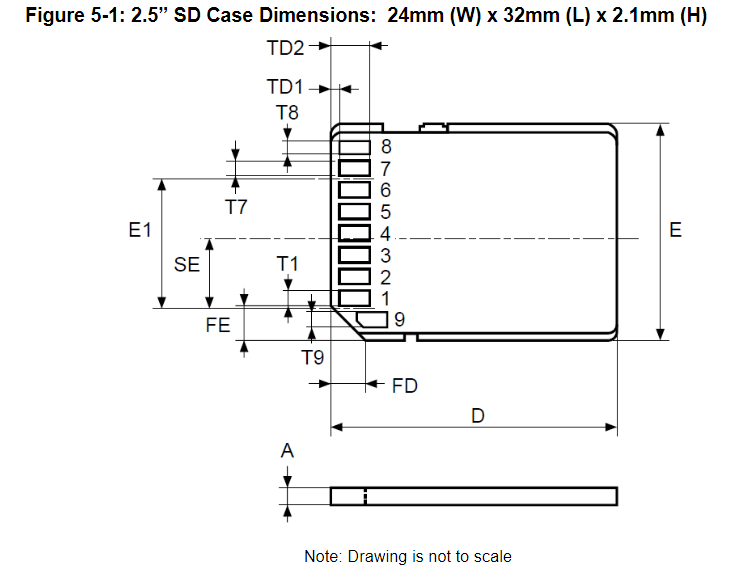 Figure 5-1: 2.5” SD Case Dimensions:  24mm (W) x 32mm (L) x 2.1mm (H)
TD2
TD1
T8
8
7
6
T7
5
E1
4
E
3
SE
T1
2
1
FE
9
T9
FD
D
A
Note: Drawing is not to scale